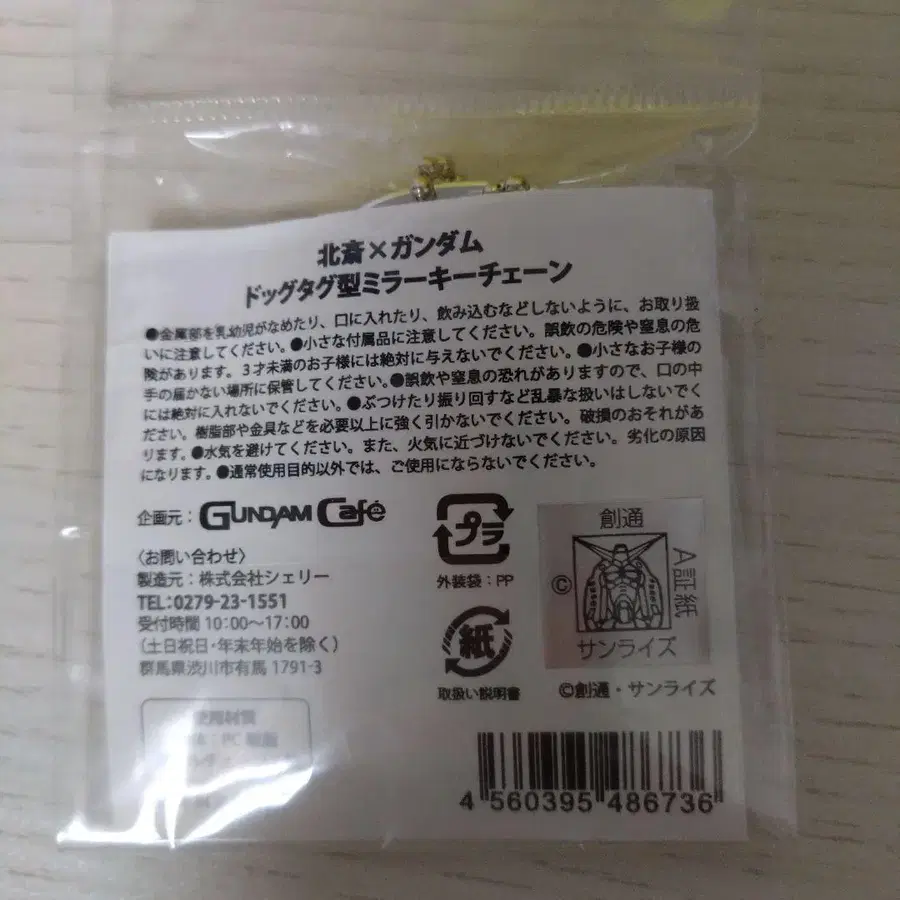 北斎×ガンダム
ドッグタグ型ミラーキーチェーン
●金属部を乳幼児がなめたり、口に入れたり、飲み込むなどしないように、お取り扱
いに注意してください。●小さな付属品に注意してください。誤飲の危険や窒息の危
険があります。3才未満のお子様には絶対に与えないでください。●小さなお子様の
手の届かない場所に保管してください。●誤飲や窒息の恐れがありますので、口の中
には絶対に入れないでください。●ぶつけたり振り回すなど乱暴な扱いはしないでく
ださい。樹脂部や金具などを必要以上に強く引かないでください。破損のおそれがあ
ります。●水気を避けてください。また、火気に近づけないでください。劣化の原因
になります。●通常使用目的以外では、ご使用にならないでください。
企画元:GUNDAM Café
〈お問い合わせ〉
製造元:株式会社シェリー
TEL:0279-23-1551
受付時間 10:00〜17:00
(土日祝日・年末年始を除く)
群馬県渋川市有馬 1791-3
使用材質
:PC樹脂
プラ
外装袋:PP
紙
取扱い説明書
創通
©
A証紙
サンライズ
©創通・サンライズ
4 560395 486736